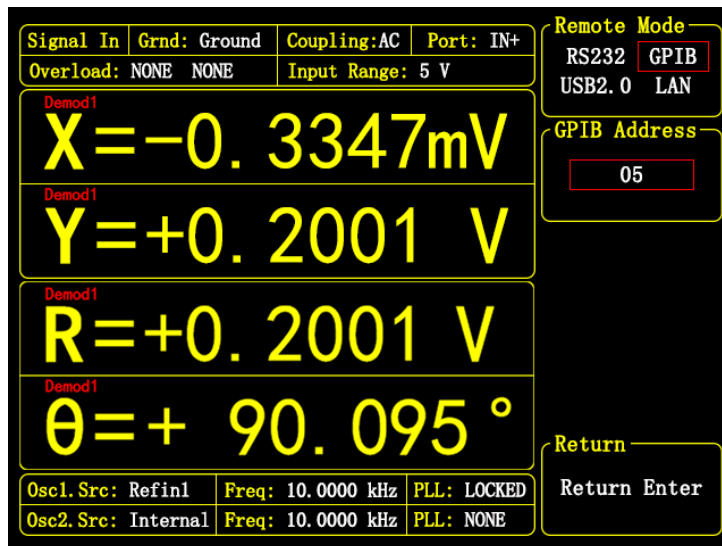 Signal In Grnd: Ground Coupling:AC Port: IN+
Overload: NONE NONE Input Range: 5 V
Demod1
X=-0.3347mV
Demod1
Y=+0.2001 V
Demod1
R=+0.2001 V
Demod1
θ=+ 90.095 °
Osc1.Src: Refin1 Freq: 10.0000 kHz PLL: LOCKED
Osc2.Src: Internal Freq: 10.0000 kHz PLL: NONE
Remote Mode
RS232 GPIB
USB2.0 LAN
GPIB Address
05
Return
Return Enter